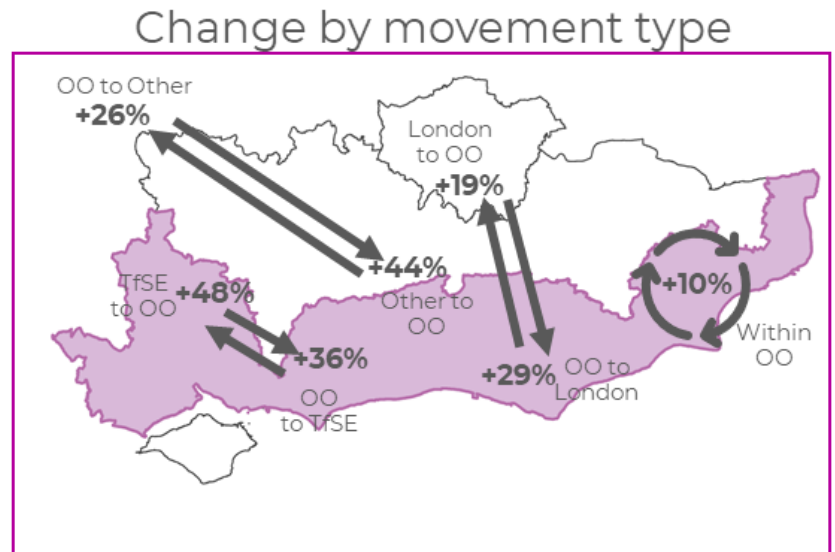 Change by movement type
OO to Other
+26%
London
to OO
+19%
+44%
Other to
OO
TfSE
to OO
+48%
+36%
OO
to TfSE
+29%
OO to
London
+10%
Within
OO